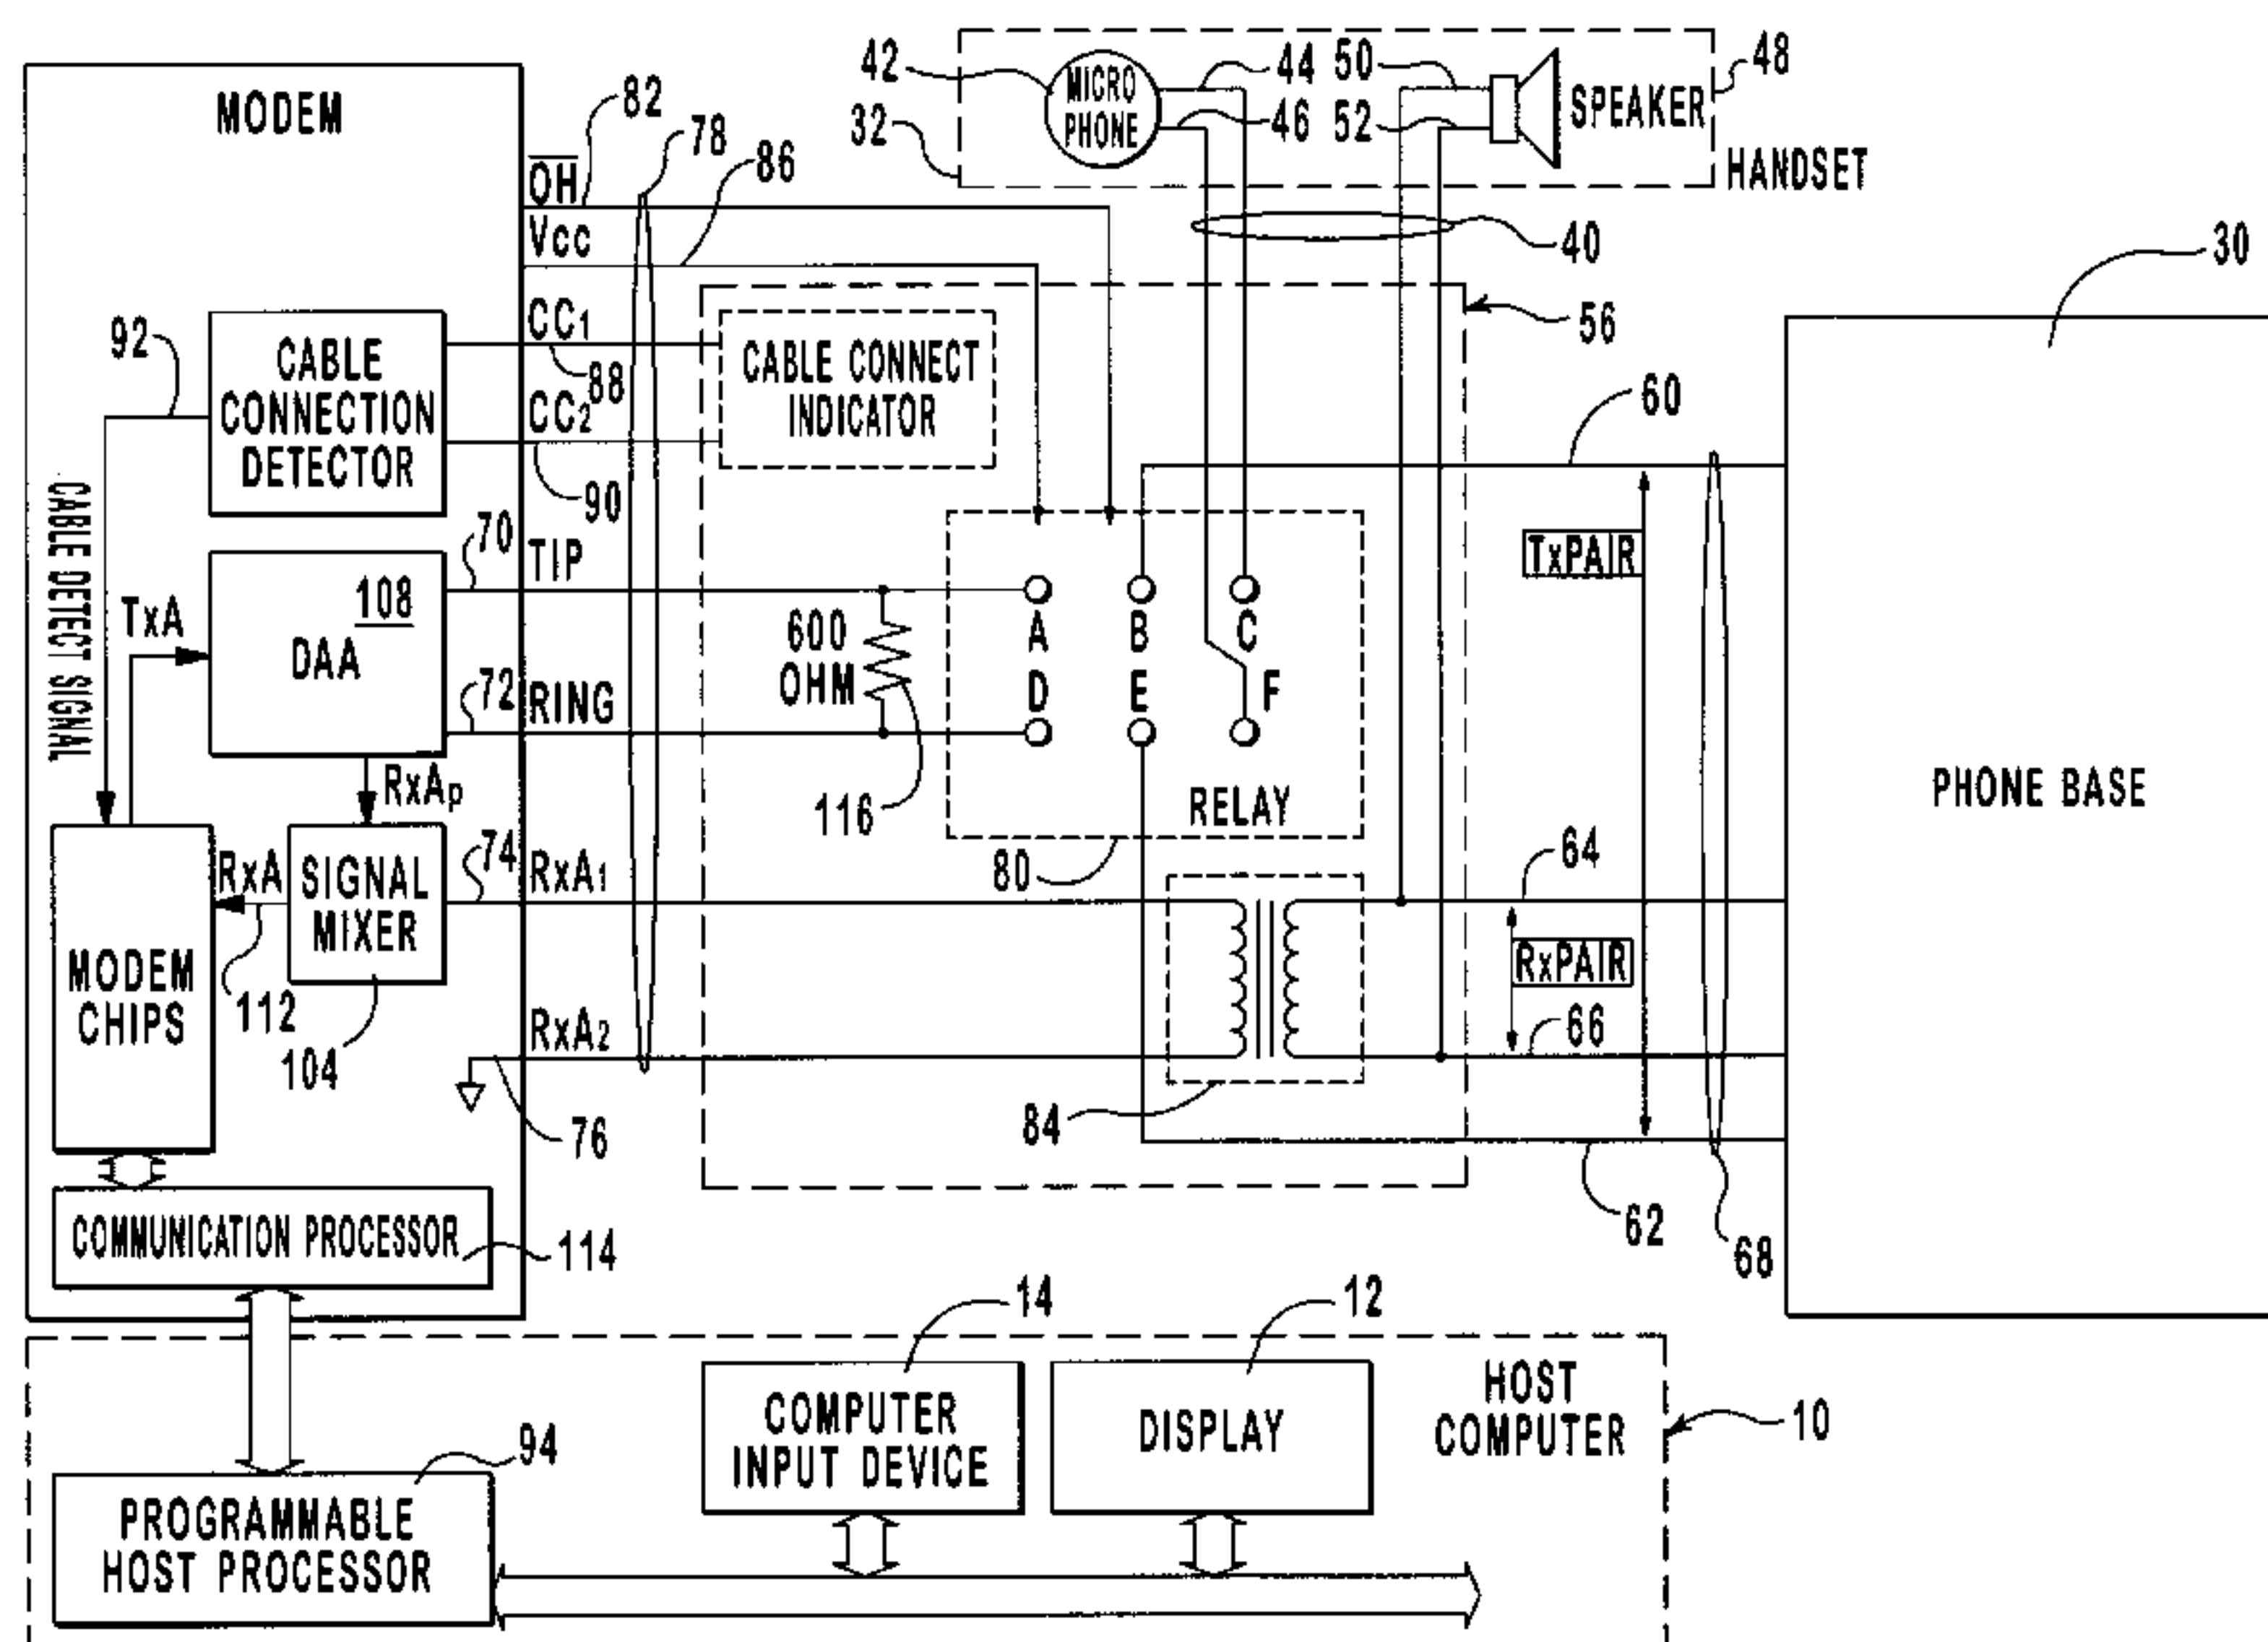 MODEM
82
78
86
OH
Vcc
42
MICRO
PHONE
32
44
46
50
52
SPEAKER
48
HANDSET
40
30
56
92
CABLE
CONNECTION
DETECTOR
CC1
88
CC2
90
CABLE CONNECT
INDICATOR
60
CABLE DETECT SIGNAL
TxA
108
DAA
70
TIP
72
RING
600
OHM
116
A
B
C
D
E
F
RELAY
80
TxPAIR
PHONE BASE
RxAp
RxA
SIGNAL
MIXER
74
RxA1
64
RxPAIR
66
MODEM
CHIPS
112
104
RxA2
76
84
62
68
COMMUNICATION PROCESSOR
114
14
12
COMPUTER
INPUT DEVICE
DISPLAY
HOST
COMPUTER
10
94
PROGRAMMABLE
HOST PROCESSOR